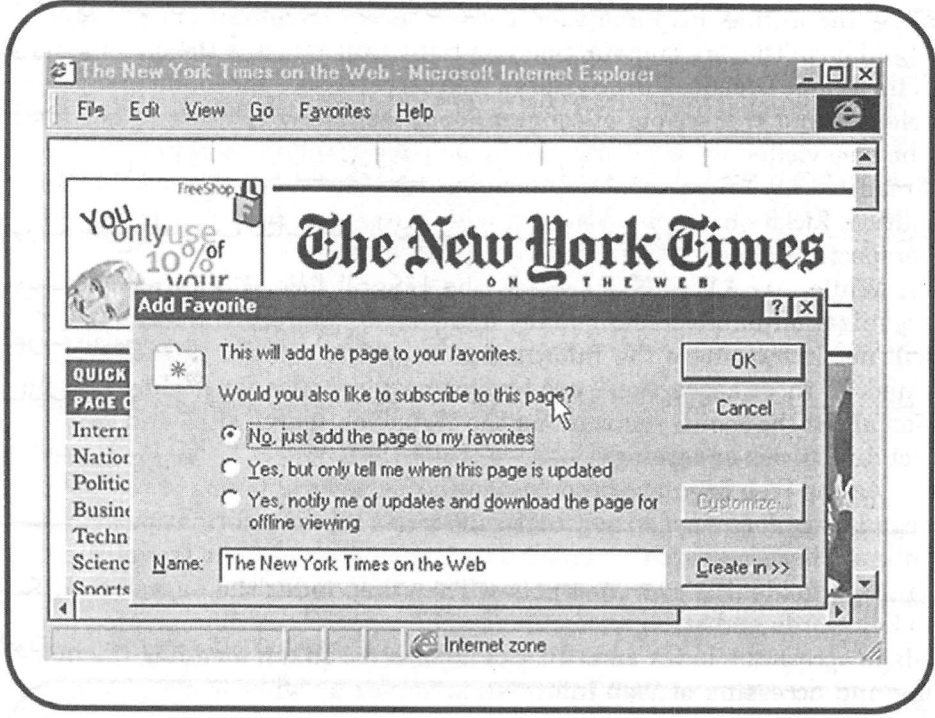 The New York Times on the Web - Microsoft Internet Explorer
File Edit View Go Favorites Help
FreeShop
You
only use
10% of
your
The New York Times
ON THE WEB
Add Favorite
This will add the page to your favorites.
OK
Would you also like to subscribe to this page?
Cancel
No, just add the page to my favorites
Yes, but only tell me when this page is updated
Yes, notify me of updates and download the page for
offline viewing
Customize...
Name: The New York Times on the Web
Create in >>
QUICK
PAGE
Intern
Nation
Politic
Busine
Techn
Scienc
Sports
Internet zone